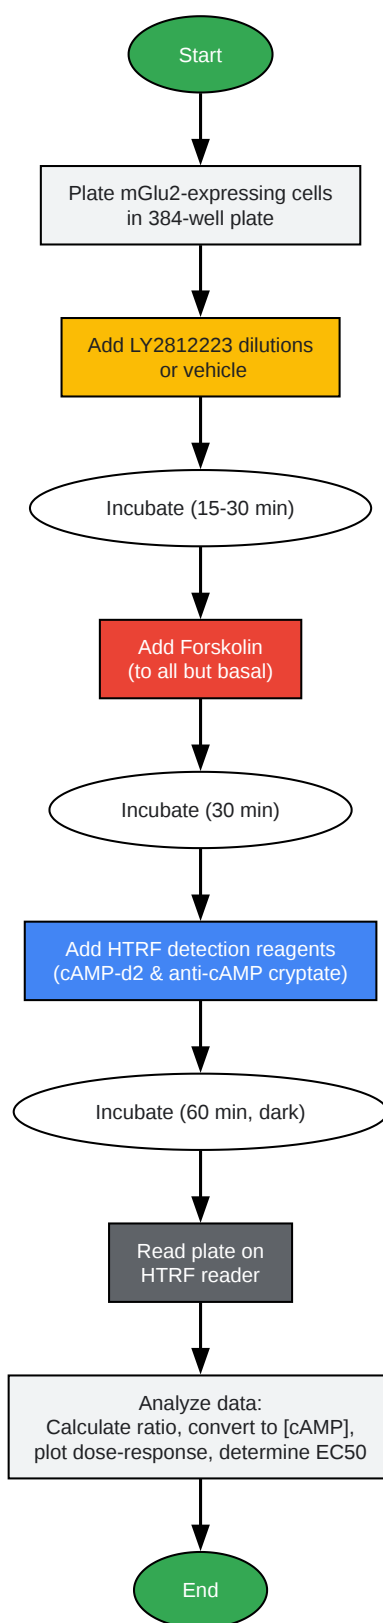 Start
Plate mGlu2-expressing cells
in 384-well plate
Add LY2812223 dilutions
or vehicle
Incubate (15-30 min)
Add Forskolin
(to all but basal)
Incubate (30 min)
Add HTRF detection reagents
(cAMP-d2 & anti-cAMP cryptate)
Incubate (60 min, dark)
Read plate on
HTRF reader
Analyze data:
Calculate ratio, convert to [cAMP],
plot dose-response, determine EC50
End